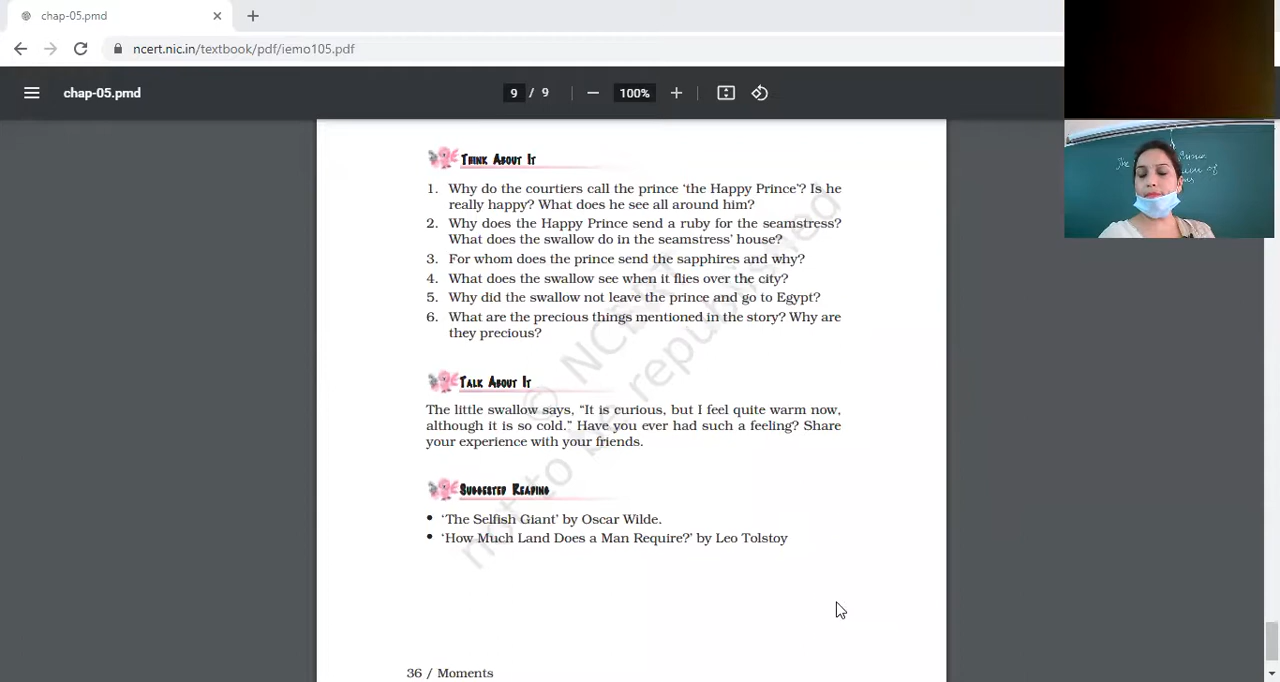 chap-05.pmd
ncert.nic.in/textbook/pdf/iemo105.pdf
chap-05.pmd
9 / 9
100%
The
Prince
of
THINK ABOUT IT
1. Why do the courtiers call the prince ‘the Happy Prince’? Is he
really happy? What does he see all around him?
2. Why does the Happy Prince send a ruby for the seamstress?
What does the swallow do in the seamstress’ house?
3. For whom does the prince send the sapphires and why?
4. What does the swallow see when it flies over the city?
5. Why did the swallow not leave the prince and go to Egypt?
6. What are the precious things mentioned in the story? Why are
they precious?
TALK ABOUT IT
The little swallow says, “It is curious, but I feel quite warm now,
although it is so cold.” Have you ever had such a feeling? Share
your experience with your friends.
SUGGESTED READING
• ‘The Selfish Giant’ by Oscar Wilde.
• ‘How Much Land Does a Man Require?’ by Leo Tolstoy
36 / Moments
© NCERT
not to be republished